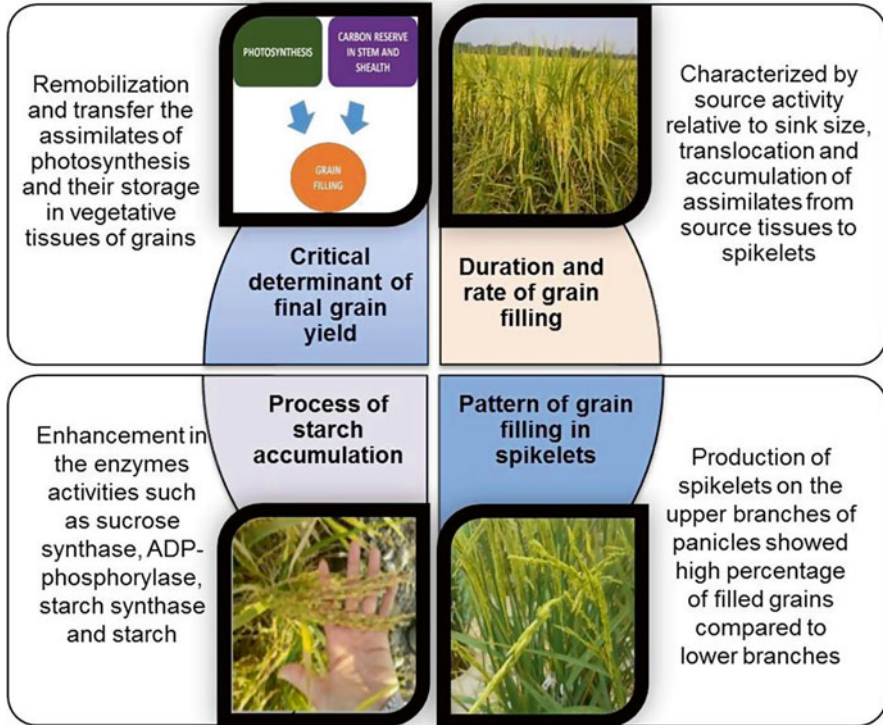 Remobilization
and transfer the
assimilates of
photosynthesis
and their storage
in vegetative
tissues of grains
PHOTOSYNTHESIS
CARBON RESERVE
IN STEM AND
SHEALTH
GRAIN
FILLING
Critical
determinant of
final grain
yield
Duration and
rate of grain
filling
Characterized by
source activity
relative to sink size,
translocation and
accumulation of
assimilates from
source tissues to
spikelets
Enhancement in
the enzymes
activities such
as sucrose
synthase, ADP-
phosphorylase,
starch synthase
and starch
Process of
starch
accumulation
Pattern of grain
filling in
spikelets
Production of
spikelets on the
upper branches of
panicles showed
high percentage
of filled grains
compared to
lower branches